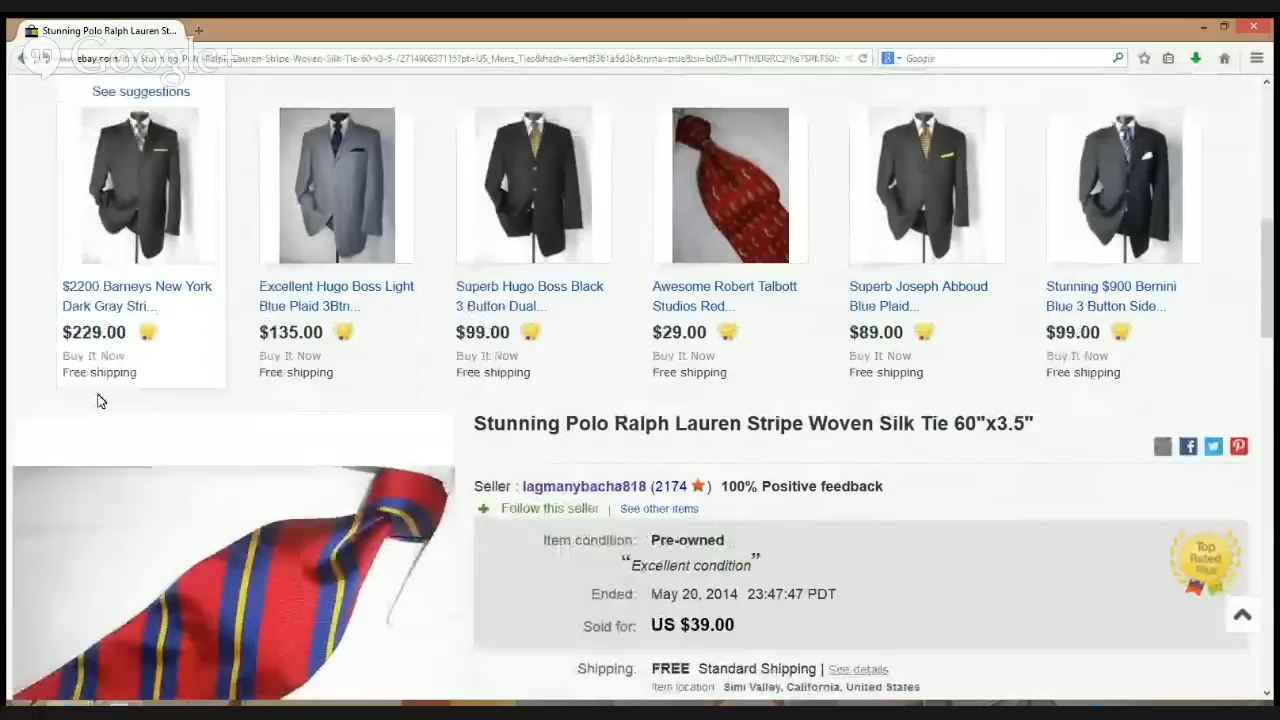 Stunning Polo Ralph Lauren St...
Google+
Google
See suggestions
$2200 Barneys New York
Dark Gray Stri...
$229.00
Buy It Now
Free shipping
Excellent Hugo Boss Light
Blue Plaid 3Btn...
$135.00
Buy It Now
Free shipping
Superb Hugo Boss Black
3 Button Dual...
$99.00
Buy It Now
Free shipping
Awesome Robert Talbott
Studios Red...
$29.00
Buy It Now
Free shipping
Superb Joseph Abboud
Blue Plaid...
$89.00
Buy It Now
Free shipping
Stunning $900 Bernini
Blue 3 Button Side...
$99.00
Buy It Now
Free shipping
Stunning Polo Ralph Lauren Stripe Woven Silk Tie 60"x3.5"
Seller : lagmanybacha818 (2174 ) 100% Positive feedback
Follow this seller | See other items
Item condition: Pre-owned
“Excellent condition”
Top Rated Plus
Ended: May 20, 2014 23:47:47 PDT
Sold for: US $39.00
Shipping: FREE Standard Shipping | See details
Item location Simi Valley, California, United States